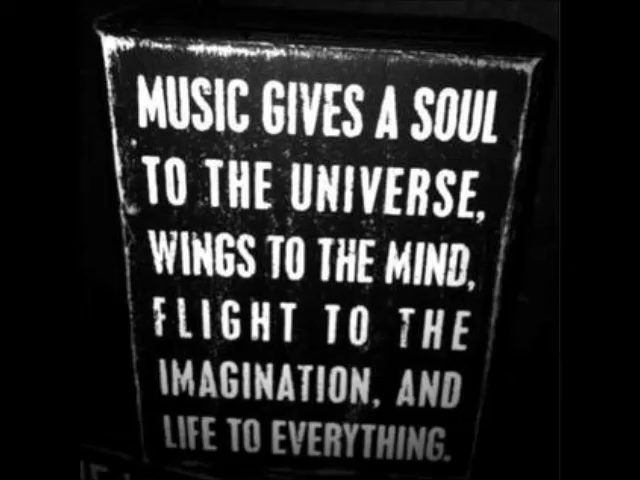 MUSIC GIVES A SOUL
TO THE UNIVERSE,
WINGS TO THE MIND,
FLIGHT TO THE
IMAGINATION, AND
LIFE TO EVERYTHING.